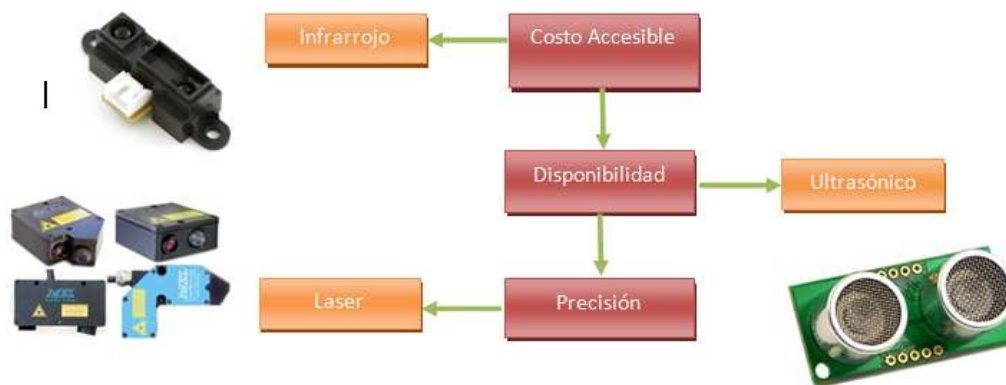 Infrarrojo
Costo Accesible
Disponibilidad
Ultrasónico
Laser
Precisión